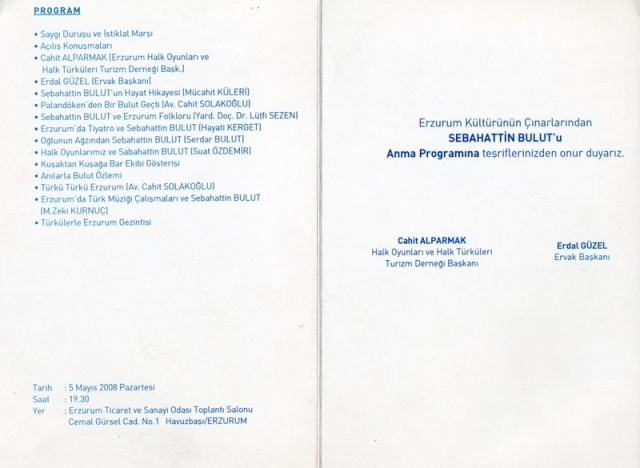 PROGRAM
• Saygı Duruşu ve İstiklal Marşı
• Açılış Konuşmaları
• Cahit ALPARMAK (Erzurum Halk Oyunları ve
Halk Türküleri Turizm Derneği Başk.)
• Erdal GÜZEL (Ervak Başkanı)
• Sebahattin BULUT'un Hayat Hikayesi (Mücahit KÜLERİ)
• Palandöken'den Bir Bulut Geçti (Av. Cahit SOLAKOĞLU)
• Sebahattin BULUT ve Erzurum Folkloru (Yard. Doç. Dr. Lütfi SEZEN)
• Erzurum'da Tiyatro ve Sebahattin BULUT (Hayati KERGET)
• Oğlunun Ağzından Sebahattin BULUT (Serdar BULUT)
• Halk Oyunlarımız ve Sabahattin BULUT (Suat ÖZDEMİR)
• Kuşaktan Kuşağa Bar Ekibi Gösterisi
• Anılarla Bulut Özlemi
• Türkü Türkü Erzurum (Av. Cahit SOLAKOĞLU)
• Erzurum'da Türk Müziği Çalışmaları ve Sebahattin BULUT
(M.Zeki KURNUÇ)
• Türkülerle Erzurum Gezintisi
Tarih : 5 Mayıs 2008 Pazartesi
Saat : 19.30
Yer : Erzurum Ticaret ve Sanayi Odası Toplantı Salonu
Cemal Gürsel Cad. No.1 Havuzbaşı/ERZURUM
Erzurum Kültürünün Çınarlarından
SEBAHATTİN BULUT'u
Anma Programına teşriflerinizden onur duyarız.
Cahit ALPARMAK
Halk Oyunları ve Halk Türküleri
Turizm Derneği Başkanı
Erdal GÜZEL
Ervak Başkanı